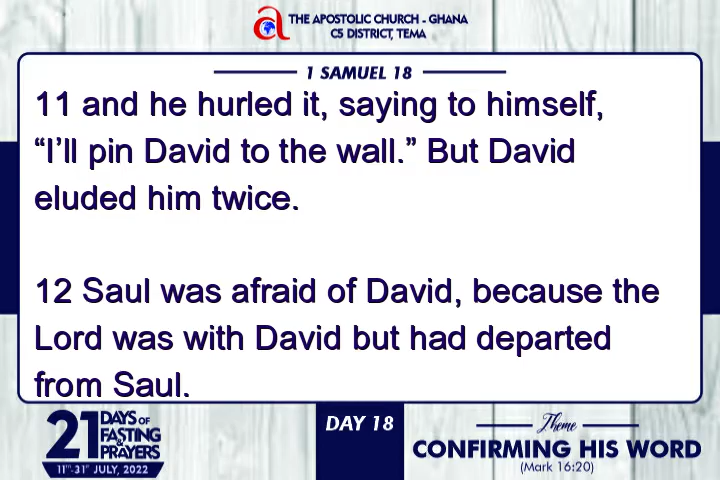 THE APOSTOLIC CHURCH - GHANA
C5 DISTRICT, TEMA
1 SAMUEL 18
11 and he hurled it, saying to himself,
“I’ll pin David to the wall.” But David
eluded him twice.
12 Saul was afraid of David, because the
Lord was with David but had departed
from Saul.
21 DAYS OF
FASTING
& PRAYERS
11TH-31ST JULY, 2022
DAY 18
Theme
CONFIRMING HIS WORD
(Mark 16:20)